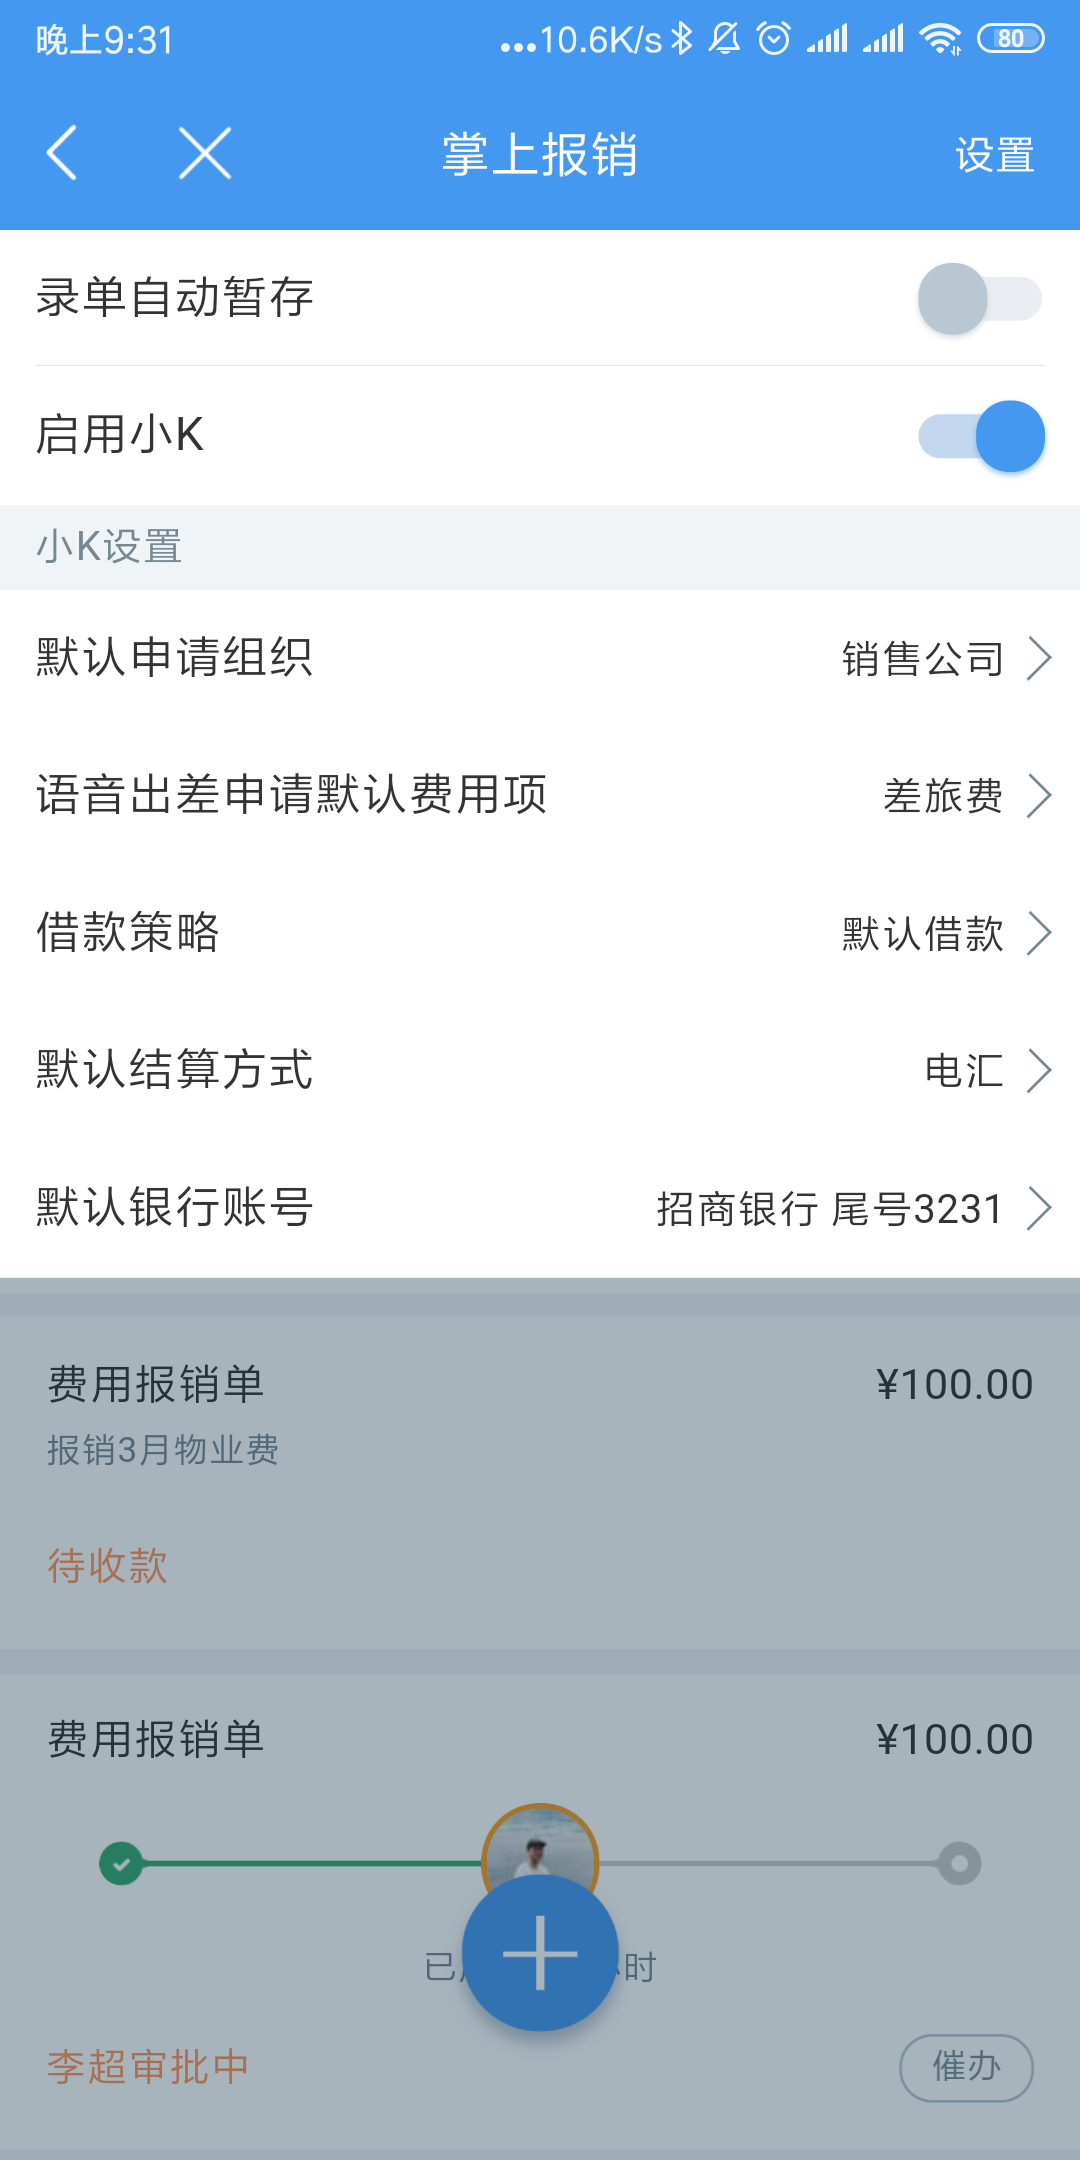 晚上9:31
...10.6K/s
80
掌上报销
设置
录单自动暂存
启用小K
小K设置
默认申请组织
销售公司
语音出差申请默认费用项
差旅费
借款策略
默认借款
默认结算方式
电汇
默认银行账号
招商银行 尾号3231
费用报销单
¥100.00
报销3月物业费
待收款
费用报销单
¥100.00
已
时
李超审批中
催办